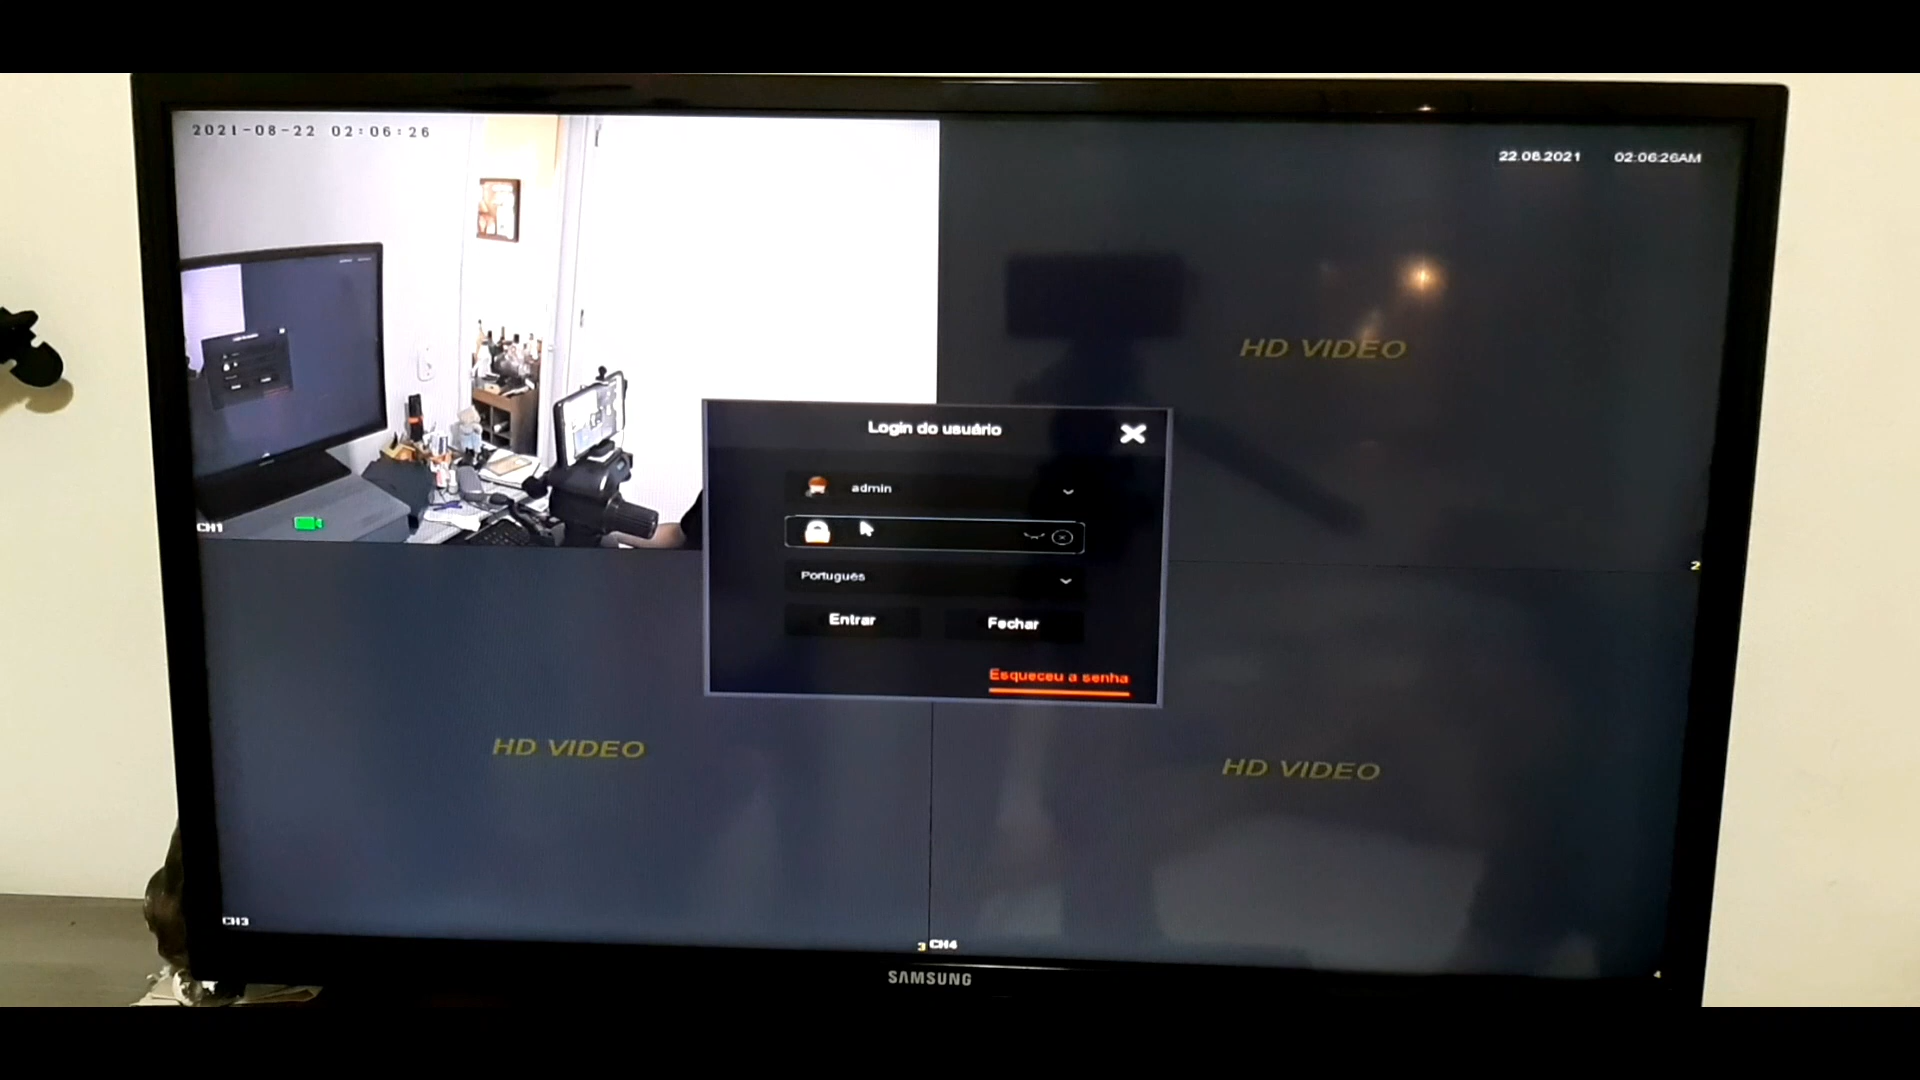 2021-08-22 02:06:26
22.08.2021 02:06:26AM
HD VIDEO
Login do usuário
admin
CH1
2
Português
Entrar
Fechar
Esqueceu a senha
HD VIDEO
HD VIDEO
CH3
3
CH4
4
SAMSUNG